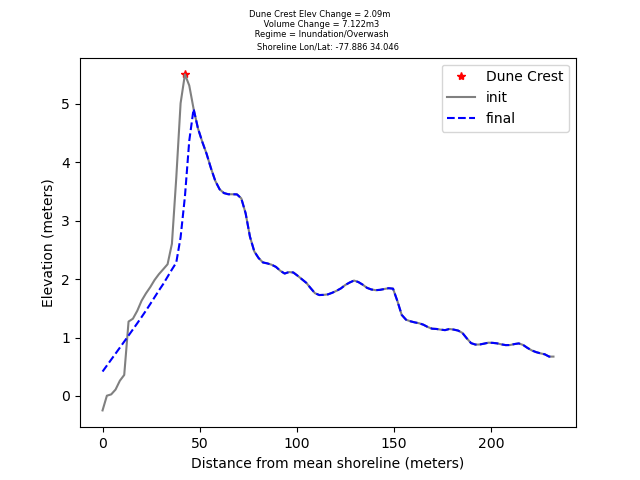 Dune Crest Elev Change = 2.09m
Volume Change = 7.122m3
Regime = Inundation/Overwash
Shoreline Lon/Lat: -77.886 34.046
Dune Crest
init
final
Elevation (meters)
5
4
3
2
1
0
0 50 100 150 200
Distance from mean shoreline (meters)